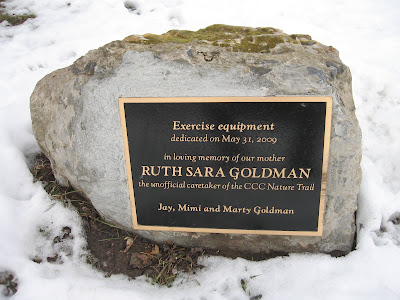 Exercise equipment
dedicated on May 31, 2009
in loving memory of our mother
RUTH SARA GOLDMAN
the unofficial caretaker of the CCC Nature Trail
Jay, Mimi and Marty Goldman